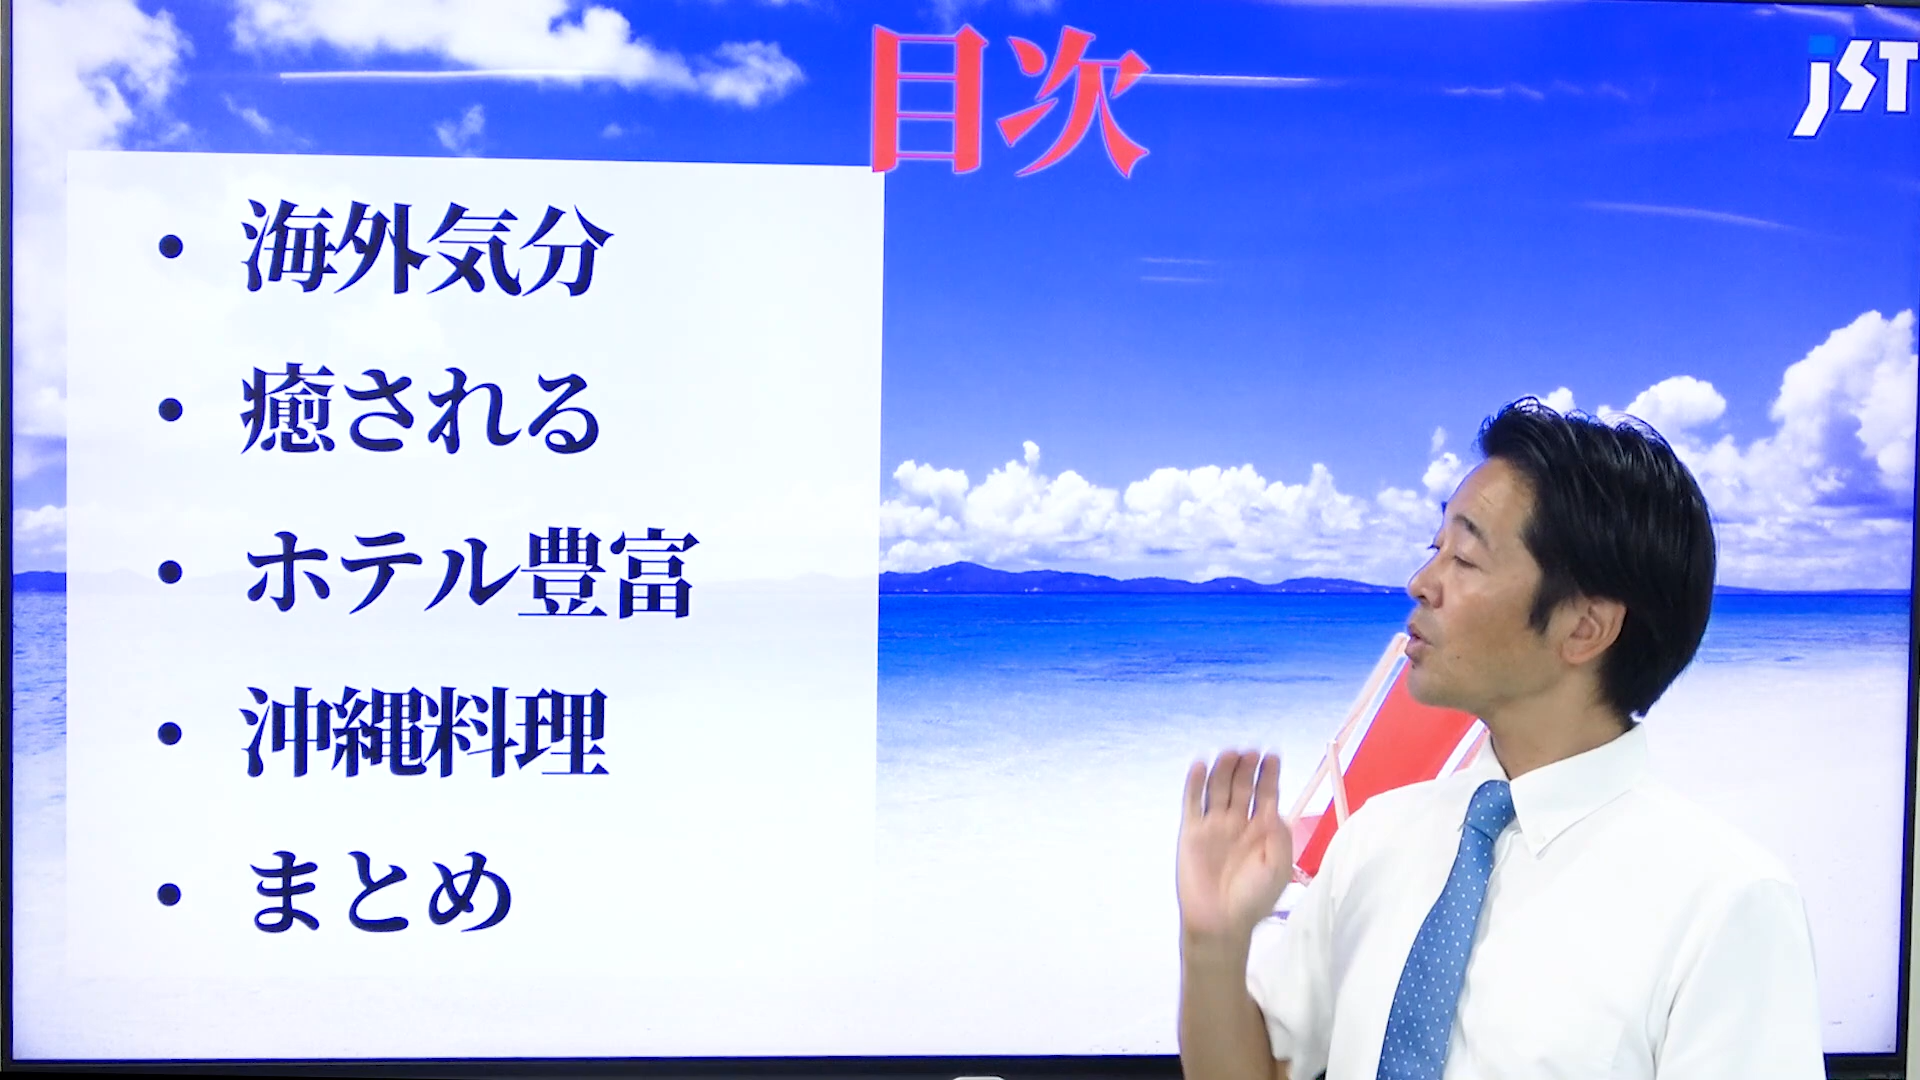 目次
jST
• 海外気分
• 癒される
• ホテル豊富
• 沖縄料理
• まとめ